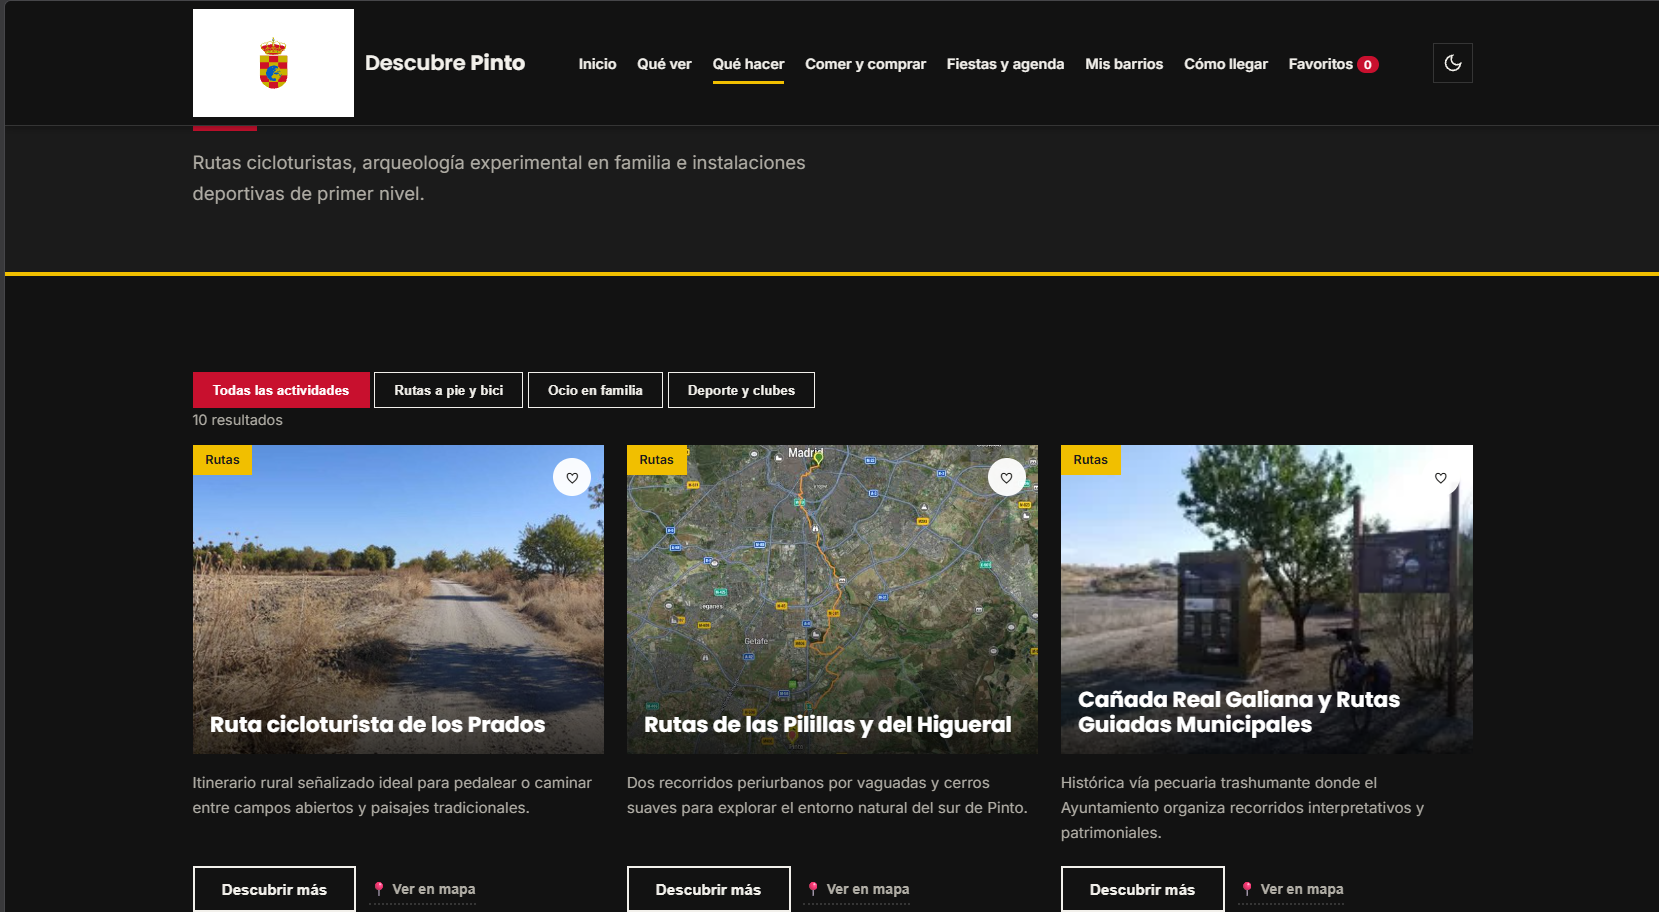 Descubre Pinto
Inicio
Qué ver
Qué hacer
Comer y comprar
Fiestas y agenda
Mis barrios
Cómo llegar
Favoritos 0
Rutas cicloturistas, arqueología experimental en familia e instalaciones
deportivas de primer nivel.
Todas las actividades
Rutas a pie y bici
Ocio en familia
Deporte y clubes
10 resultados
Rutas
Ruta cicloturista de los Prados
Itinerario rural señalizado ideal para pedalear o caminar
entre campos abiertos y paisajes tradicionales.
Descubrir más
Ver en mapa
Rutas
Madrid
Getafe
Rutas de las Pilillas y del Higueral
Dos recorridos periurbanos por vaguadas y cerros
suaves para explorar el entorno natural del sur de Pinto.
Descubrir más
Ver en mapa
Rutas
Cañada Real Galiana y Rutas
Guiadas Municipales
Histórica vía pecuaria trashumante donde el
Ayuntamiento organiza recorridos interpretativos y
patrimoniales.
Descubrir más
Ver en mapa